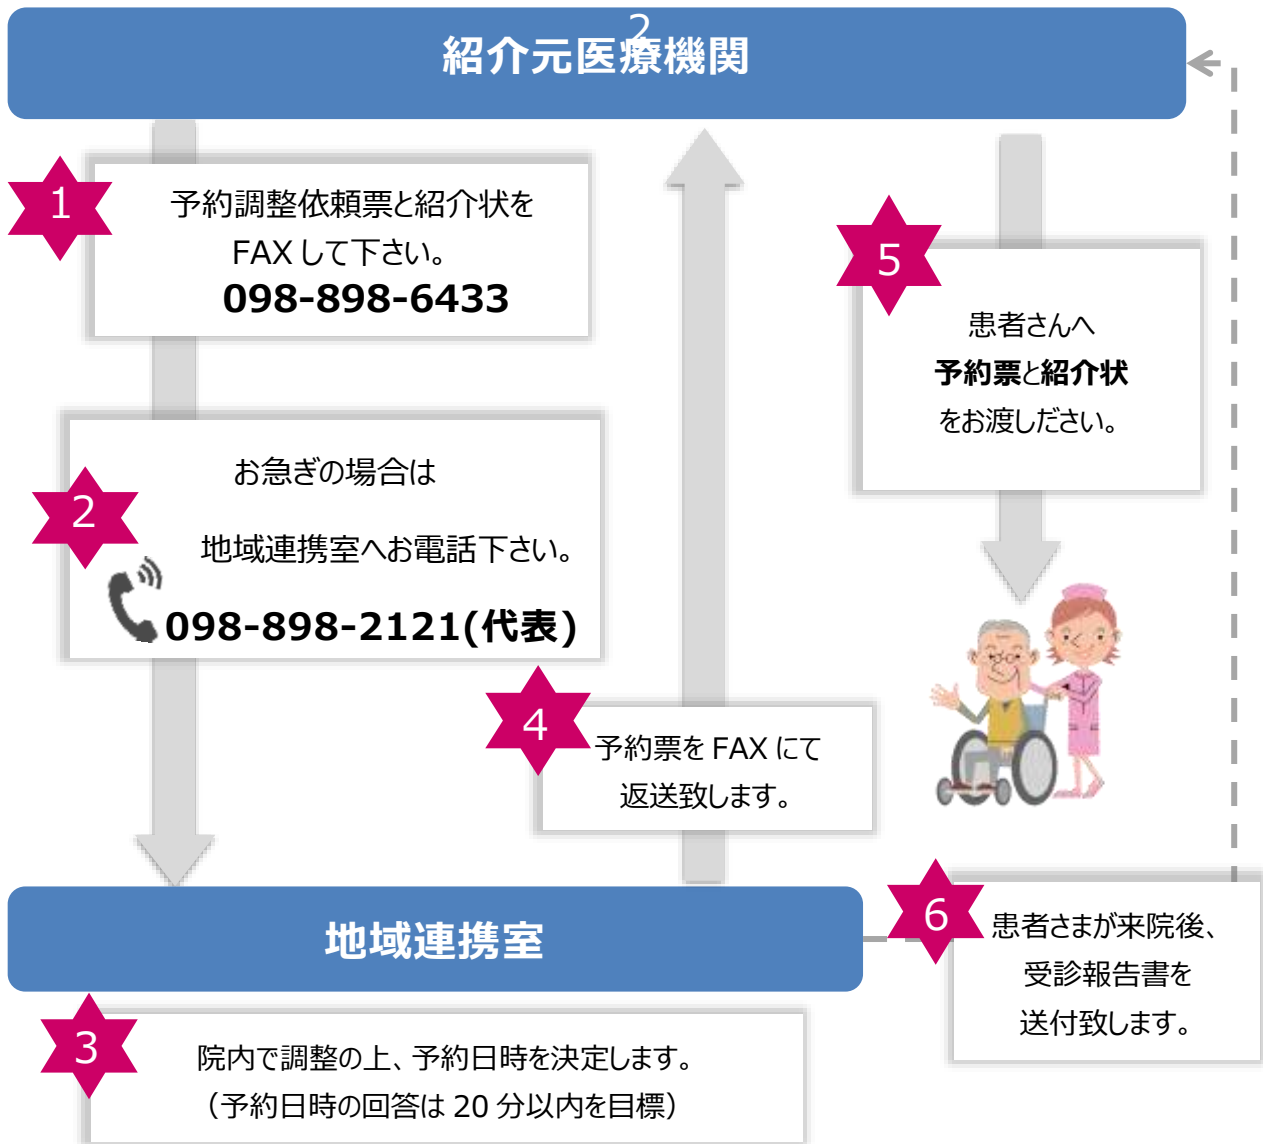 2
紹介元医療機関
1
予約調整依頼票と紹介状を
FAXして下さい。
098-898-6433
2
お急ぎの場合は
地域連携室へお電話下さい。
098-898-2121(代表)
5
患者さんへ
予約票と紹介状
をお渡しださい。
4
予約票を FAX にて
返送致します。
地域連携室
6
患者さまが来院後、
受診報告書を
送付致します。
3
院内で調整の上、予約日時を決定します。
（予約日時の回答は 20 分以内を目標）